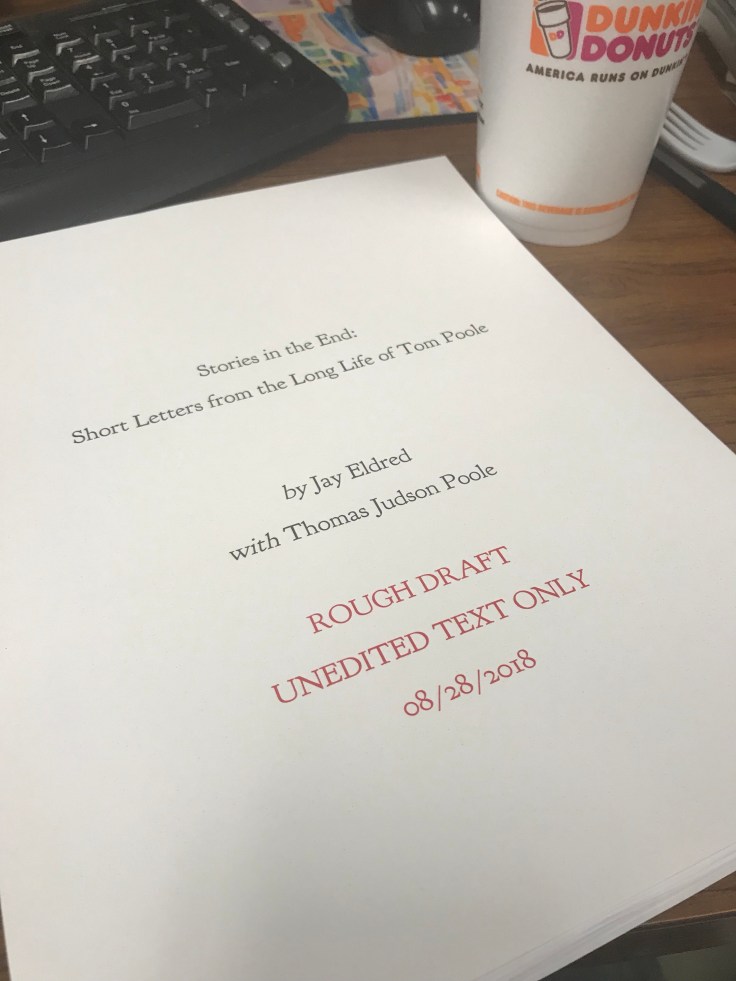 DUNKIN'
DONUTS
DD
AMERICA RUNS ON DUNKIN'
Stories in the End:
Short Letters from the Long Life of Tom Poole
by Jay Eldred
with Thomas Judson Poole
ROUGH DRAFT
UNEDITED TEXT ONLY
08/28/2018